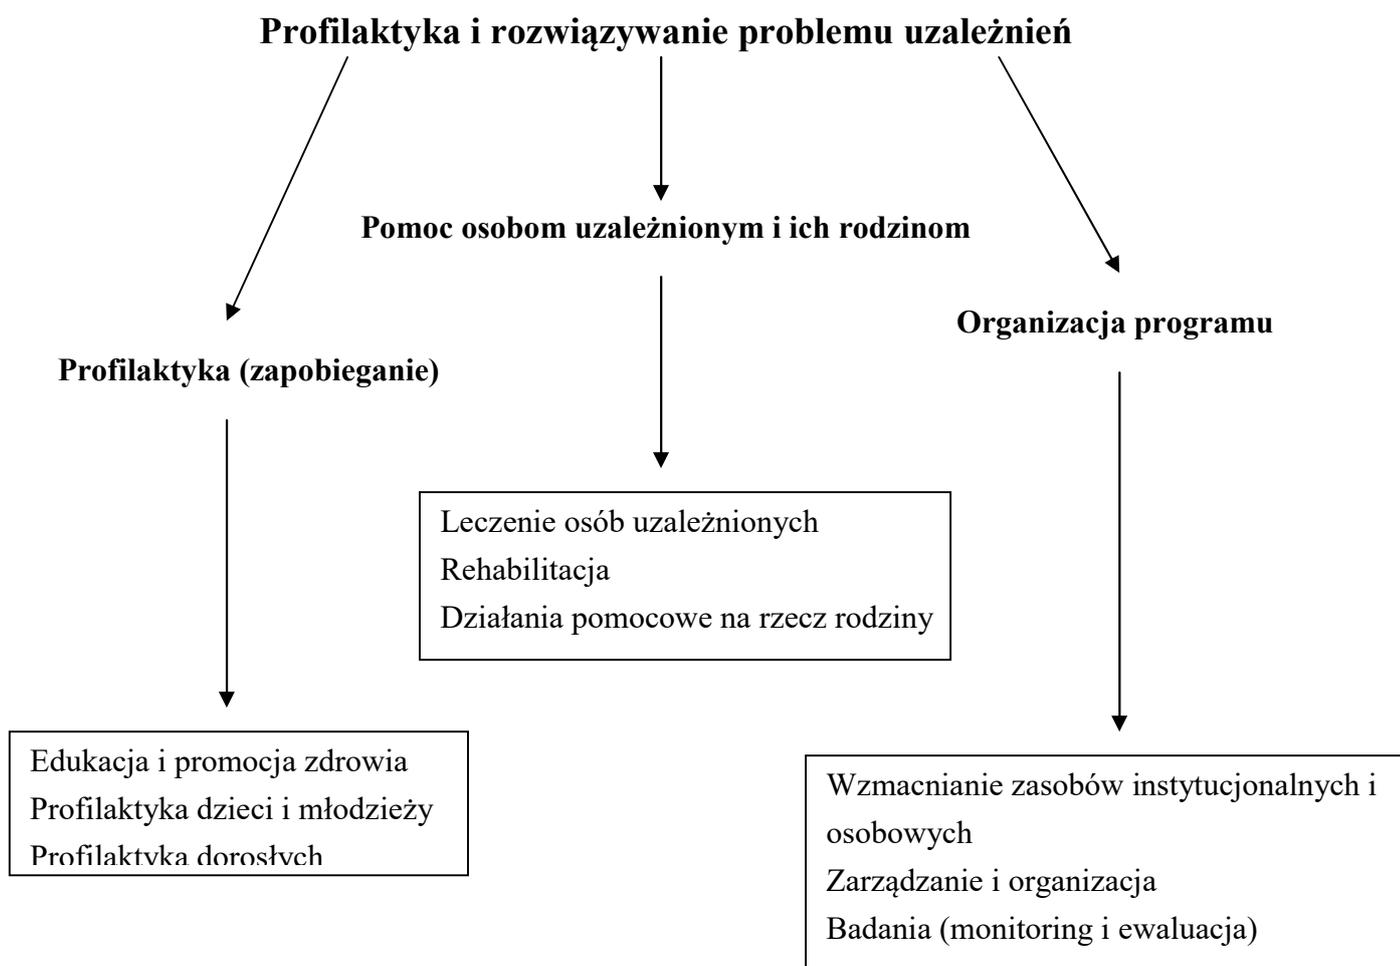 Profilaktyka i rozwiązywanie problemu uzależnień
Pomoc osobom uzależnionym i ich rodzinom
Organizacja programu
Profilaktyka (zapobieganie)
Leczenie osób uzależnionych
Rehabilitacja
Działania pomocowe na rzecz rodziny
Edukacja i promocja zdrowia
Profilaktyka dzieci i młodzieży
Profilaktyka dorosłych
Wzmacnianie zasobów instytucjonalnych i
osobowych
Zarządzanie i organizacja
Badania (monitoring i ewaluacja)